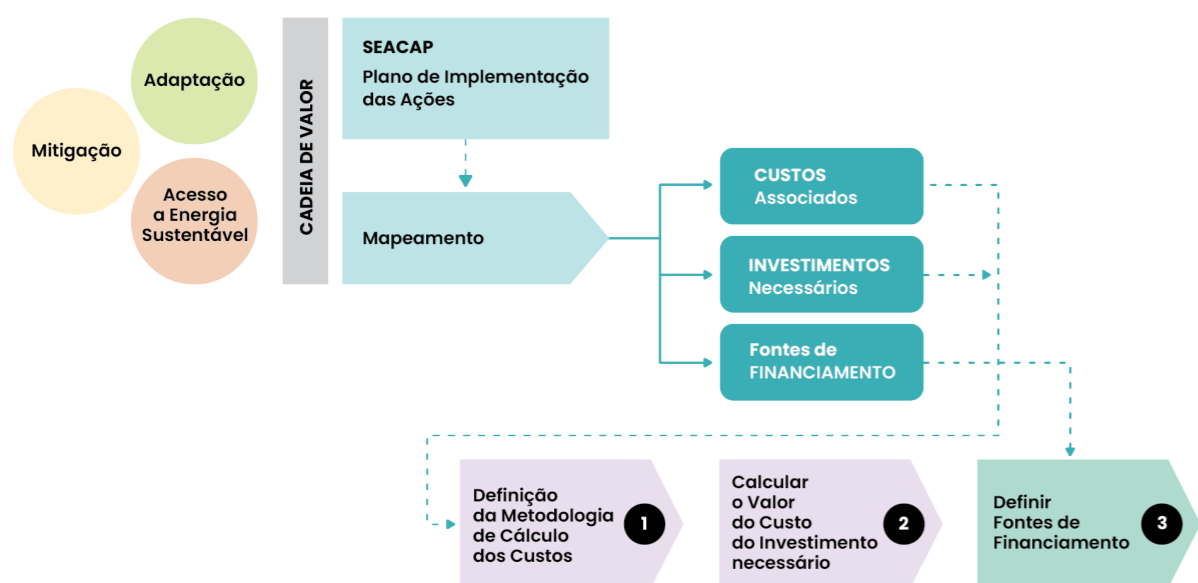 Adaptação
Mitigação
Acesso
a Energia
Sustentável
CADEIA DE VALOR
SEACAP
Plano de Implementação
das Ações
Mapeamento
CUSTOS
Associados
INVESTIMENTOS
Necessários
Fontes de
FINANCIAMENTO
Definição
da Metodologia
de Cálculo
dos Custos
1
Calcular
o Valor
do Custo
do Investimento
necessário
2
Definir
Fontes de
Financiamento
3